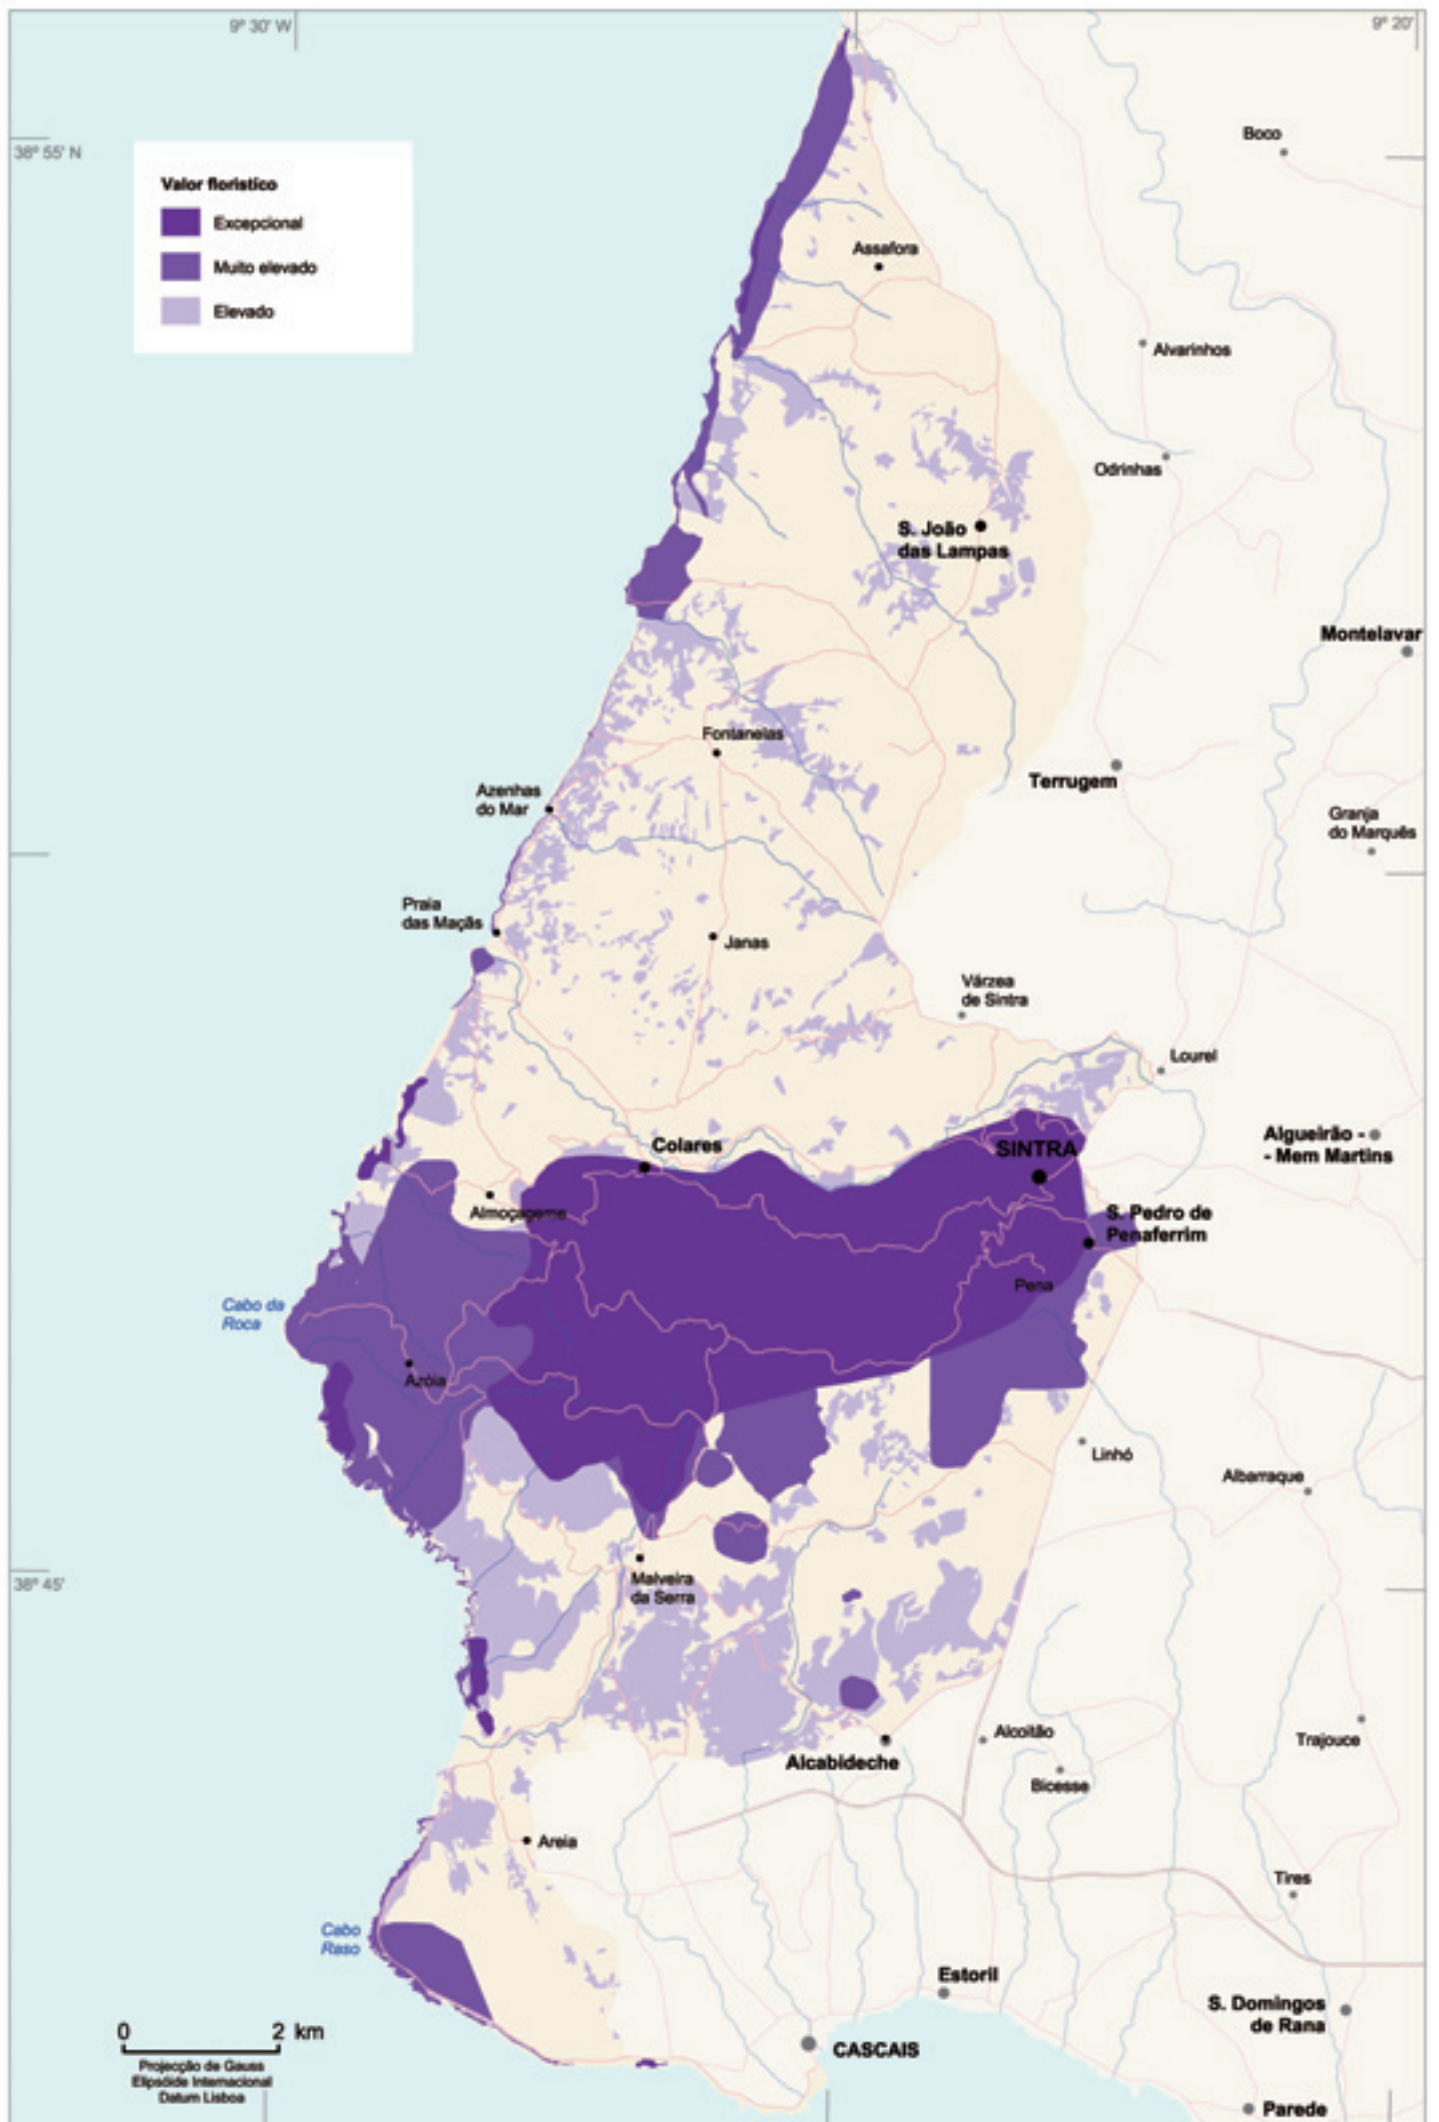 9º 30' W
9º 20'
38º 55' N
Boco
Valor florístico
Excepcional
Muito elevado
Elevado
Assafora
Alvarinhos
Odrinhas
S. João
das Lampas
Montelavar
Fontanelas
Terrugem
Azenhas
do Mar
Granja
do Marquês
Praia
das Maçãs
Janas
Várzea
de Sintra
Lourel
Colares
SINTRA
Algueirão -
- Mem Martins
Almoçageme
S. Pedro de
Penaferrim
Pena
Cabo da
Roca
Azóia
Linhó
Albarraque
38º 45'
Malveira
da Serra
Alcabideche
Alcoitão
Trajouce
Bicesse
Areia
Tires
Cabo
Raso
Estoril
S. Domingos
de Rana
0 2 km
CASCAIS
Projecção de Gauss
Elipsóide Internacional
Datum Lisboa
Parede